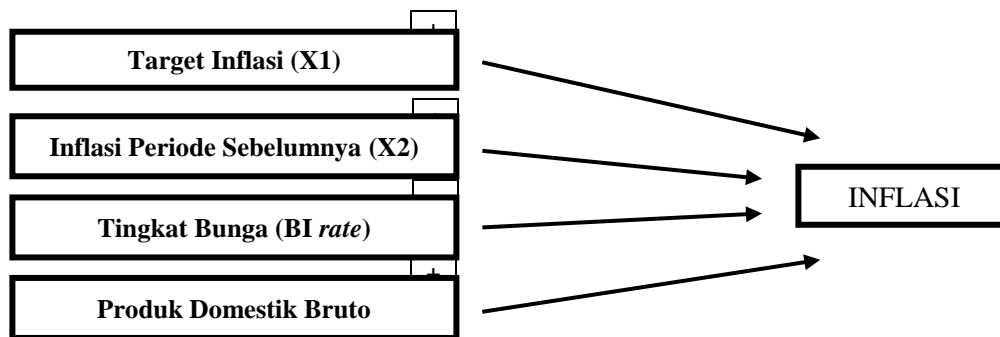 Target Inflasi (X1)
Inflasi Periode Sebelumnya (X2)
Tingkat Bunga (BI rate)
+
Produk Domestik Bruto
INFLASI